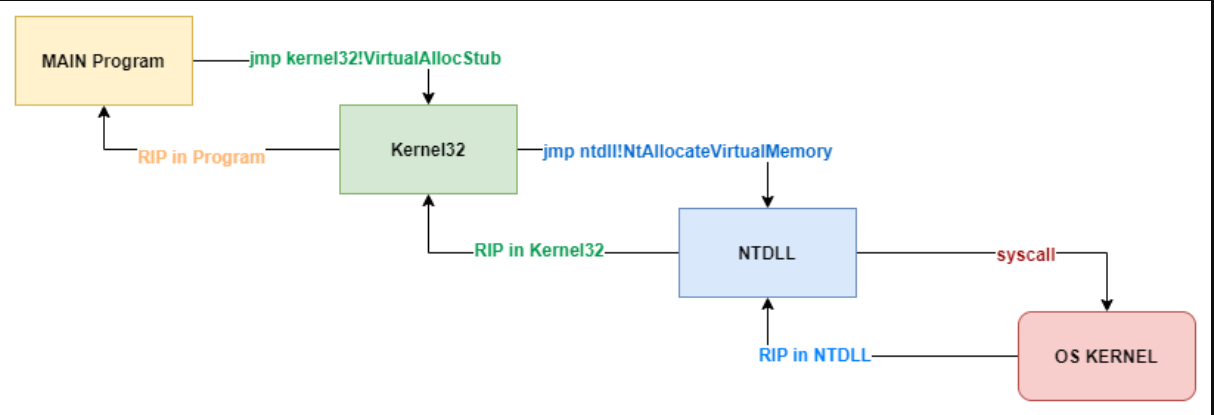 MAIN Program
jmp kernel32!VirtualAllocStub
RIP in Program
Kernel32
jmp ntdll!NtAllocateVirtualMemory
RIP in Kernel32
NTDLL
syscall
RIP in NTDLL
OS KERNEL